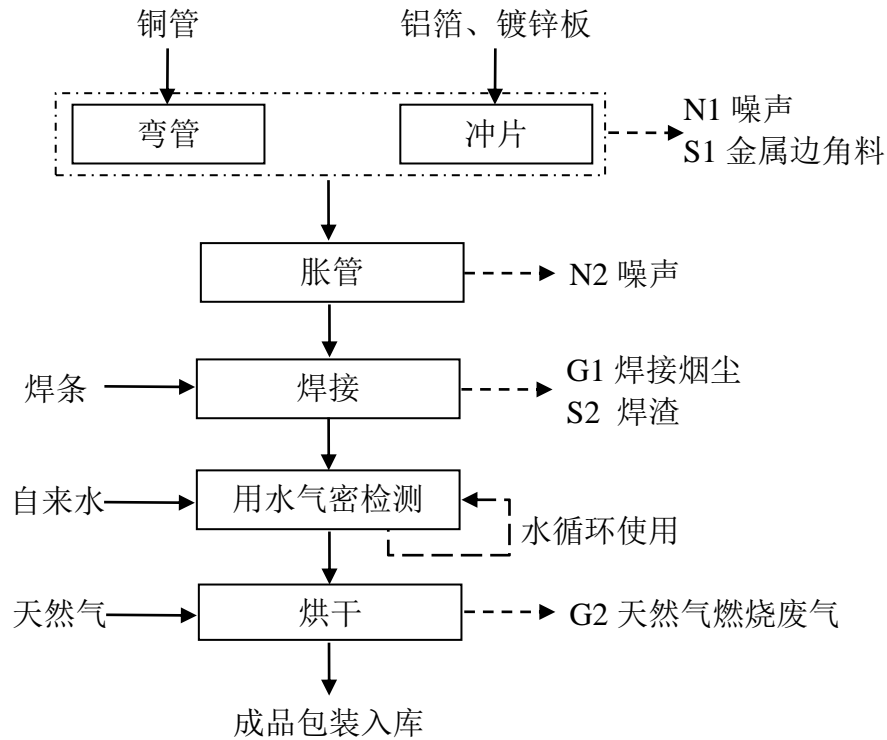 铜管
铝箔、镀锌板
弯管
冲片
N1 噪声
S1 金属边角料
胀管
N2 噪声
焊条
焊接
G1 焊接烟尘
S2 焊渣
自来水
用水气密检测
水循环使用
天然气
烘干
G2 天然气燃烧废气
成品包装入库